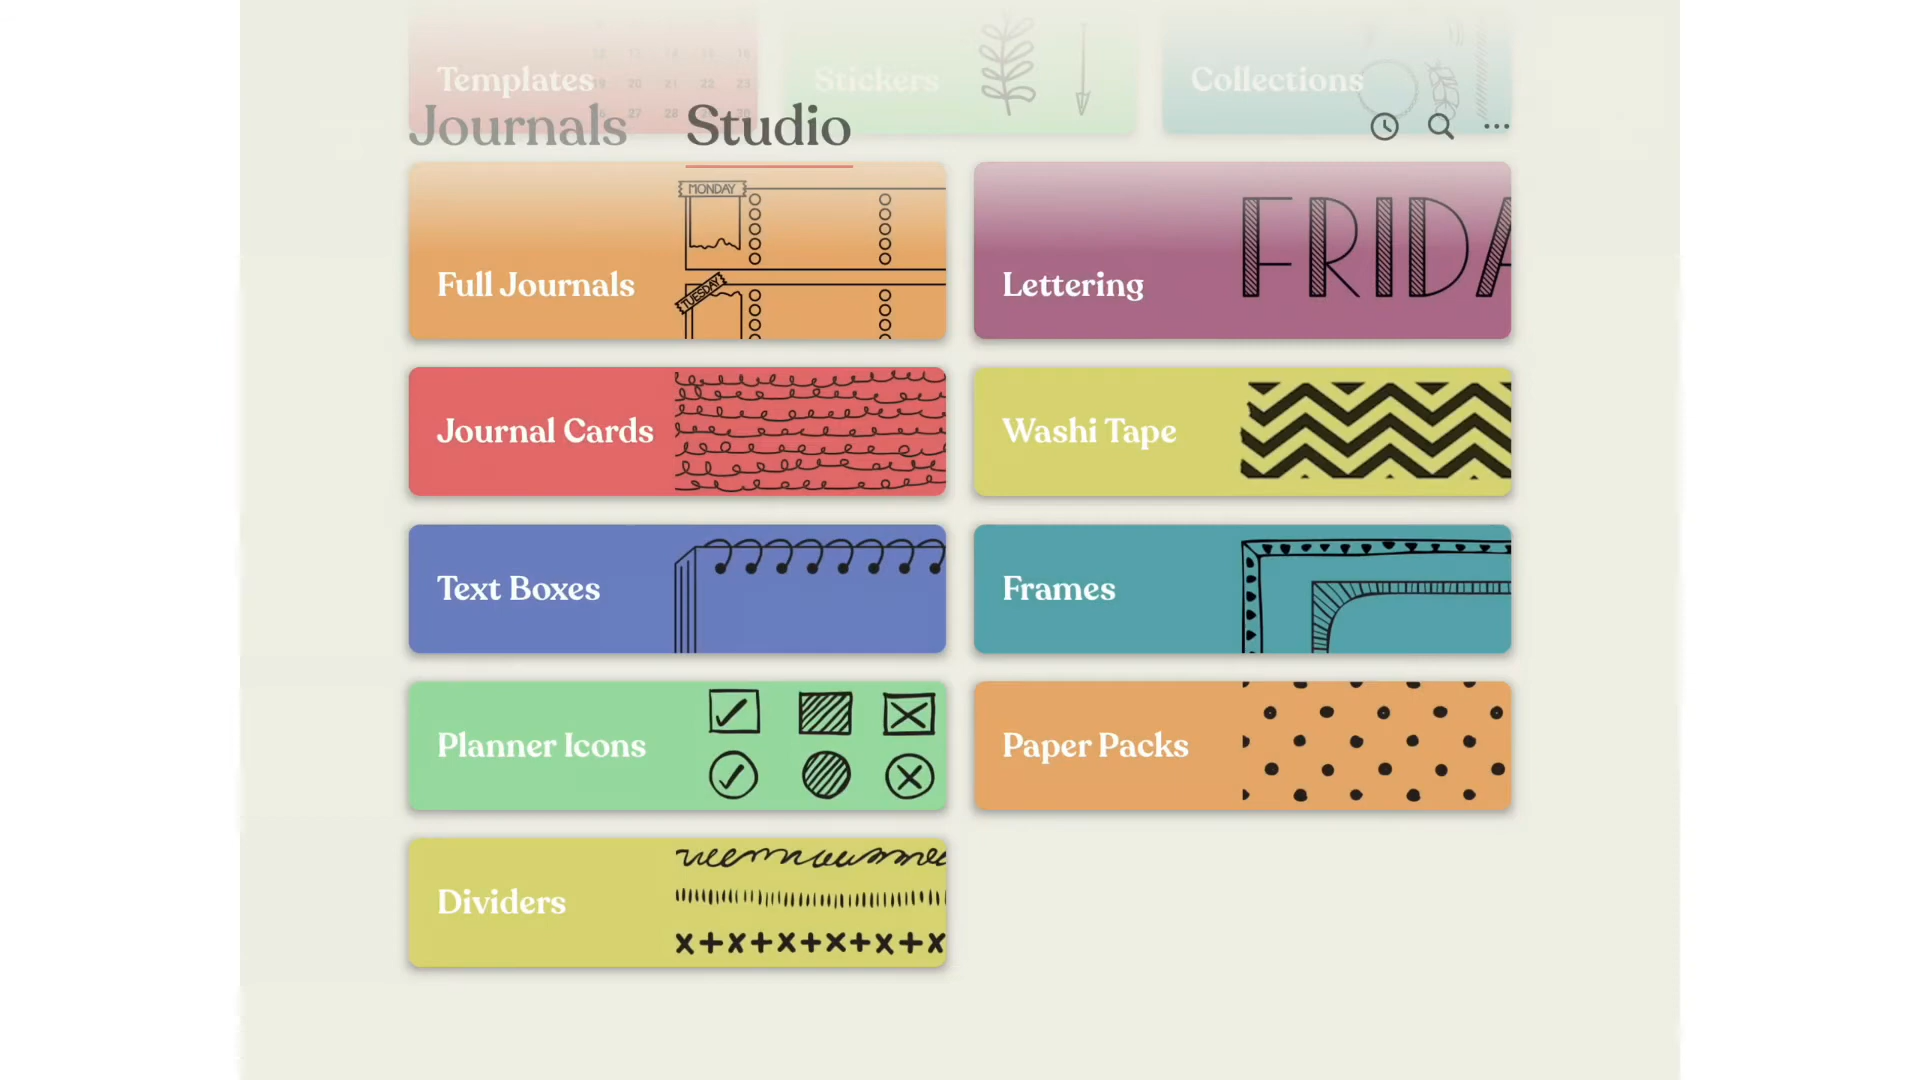 Templates
Stickers
Collections
Journals
Studio
MONDAY
Full Journals
TUESDAY
Lettering
FRIDA
Journal Cards
Washi Tape
Text Boxes
Frames
Planner Icons
Paper Packs
Dividers